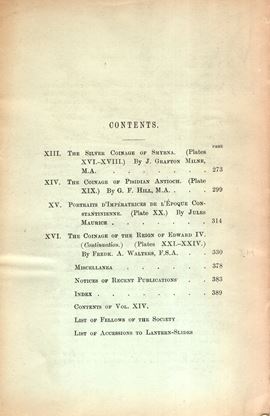 CONTENTS.
PAGE
XIII. The Silver Coinage of Smyrna. (Plates
XVI.–XVIII.) By J. Grafton Milne,
M.A. . . . . . . . 273
XIV. The Coinage of Pisidian Antioch. (Plate
XIX.) By G. F. Hill, M.A. . . . 299
XV. Portraits d'Impératrices de l'Époque Con-
stantinienne. (Plate XX.) By Jules
Maurice . . . . . . . 314
XVI. The Coinage of the Reign of Edward IV.
(Continuation.) (Plates XXI.–XXIV.)
By Fredk. A. Walters, F.S.A. . . . 330
Miscellanea . . . . . . 378
Notices of Recent Publications . . . 383
Index . . . . . . . . 389
Contents of Vol. XIV.
List of Fellows of the Society
List of Accessions to Lantern-Slides